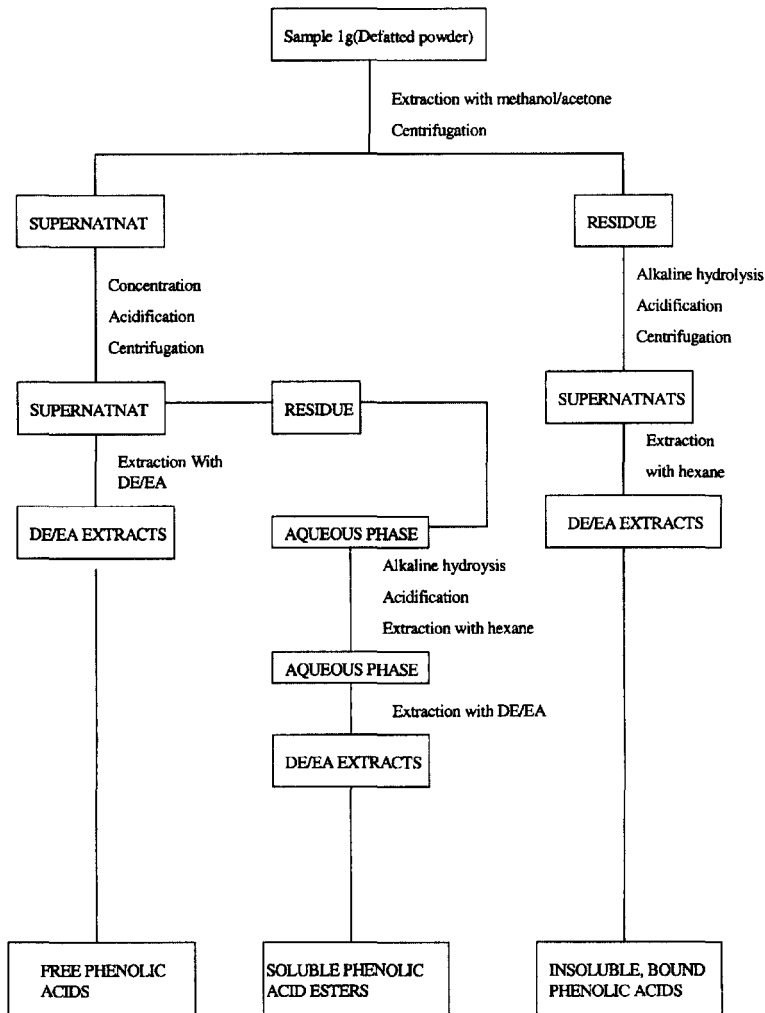 Sample 1g(Defatted powder)
Extraction with methanol/acetone
Centrifugation
SUPERNATNAT
RESIDUE
Concentration
Acidification
Centrifugation
Alkaline hydrolysis
Acidification
Centrifugation
SUPERNATNAT
RESIDUE
SUPERNATNATS
Extraction With
DE/EA
Extraction
with hexane
DE/EA EXTRACTS
AQUEOUS PHASE
DE/EA EXTRACTS
Alkaline hydroysis
Acidification
Extraction with hexane
AQUEOUS PHASE
Extraction with DE/EA
DE/EA EXTRACTS
FREE PHENOLIC
ACIDS
SOLUBLE PHENOLIC
ACID ESTERS
INSOLUBLE, BOUND
PHENOLIC ACIDS